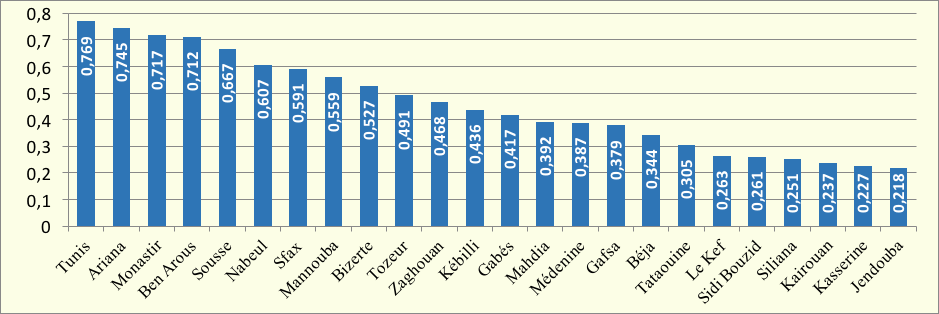 0,8
0,7
0,6
0,5
0,4
0,3
0,2
0,1
0
0,769
0,745
0,717
0,712
0,667
0,607
0,591
0,559
0,527
0,491
0,468
0,436
0,417
0,392
0,387
0,379
0,344
0,305
0,263
0,261
0,251
0,237
0,227
0,218
Tunis
Ariana
Monastir
Ben Arous
Sousse
Nabeul
Sfax
Mannouba
Bizerte
Tozeur
Zaghouan
Kébilli
Gabés
Mahdia
Médenine
Gafsa
Béja
Tataouine
Le Kef
Sidi Bouzid
Siliana
Kairouan
Kasserine
Jendouba